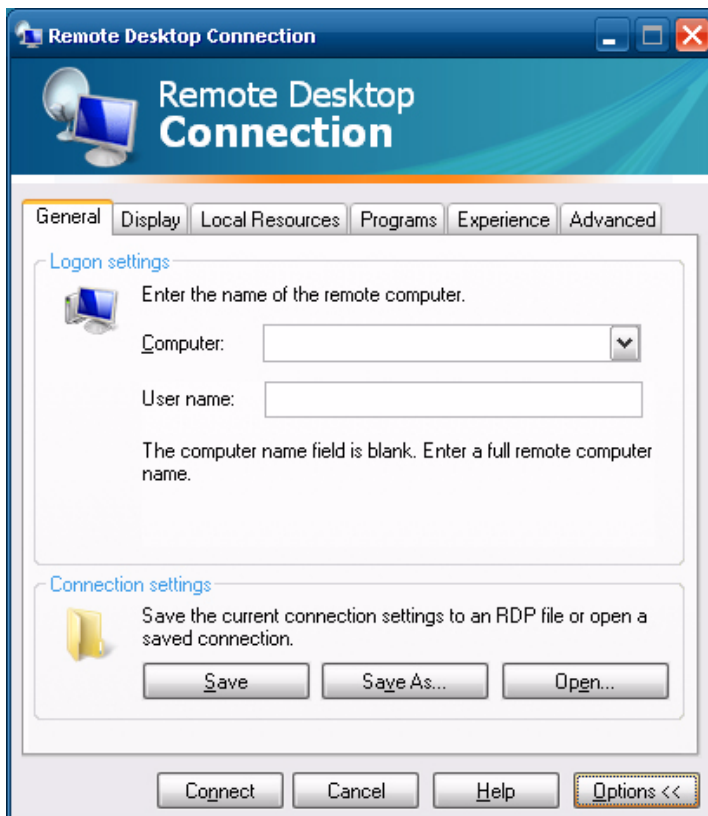 Remote Desktop Connection
Remote Desktop
Connection
General Display Local Resources Programs Experience Advanced
Logon settings
Enter the name of the remote computer.
Computer:
User name:
The computer name field is blank. Enter a full remote computer
name.
Connection settings
Save the current connection settings to an RDP file or open a
saved connection.
Save Save As... Open...
Connect Cancel Help Options <<